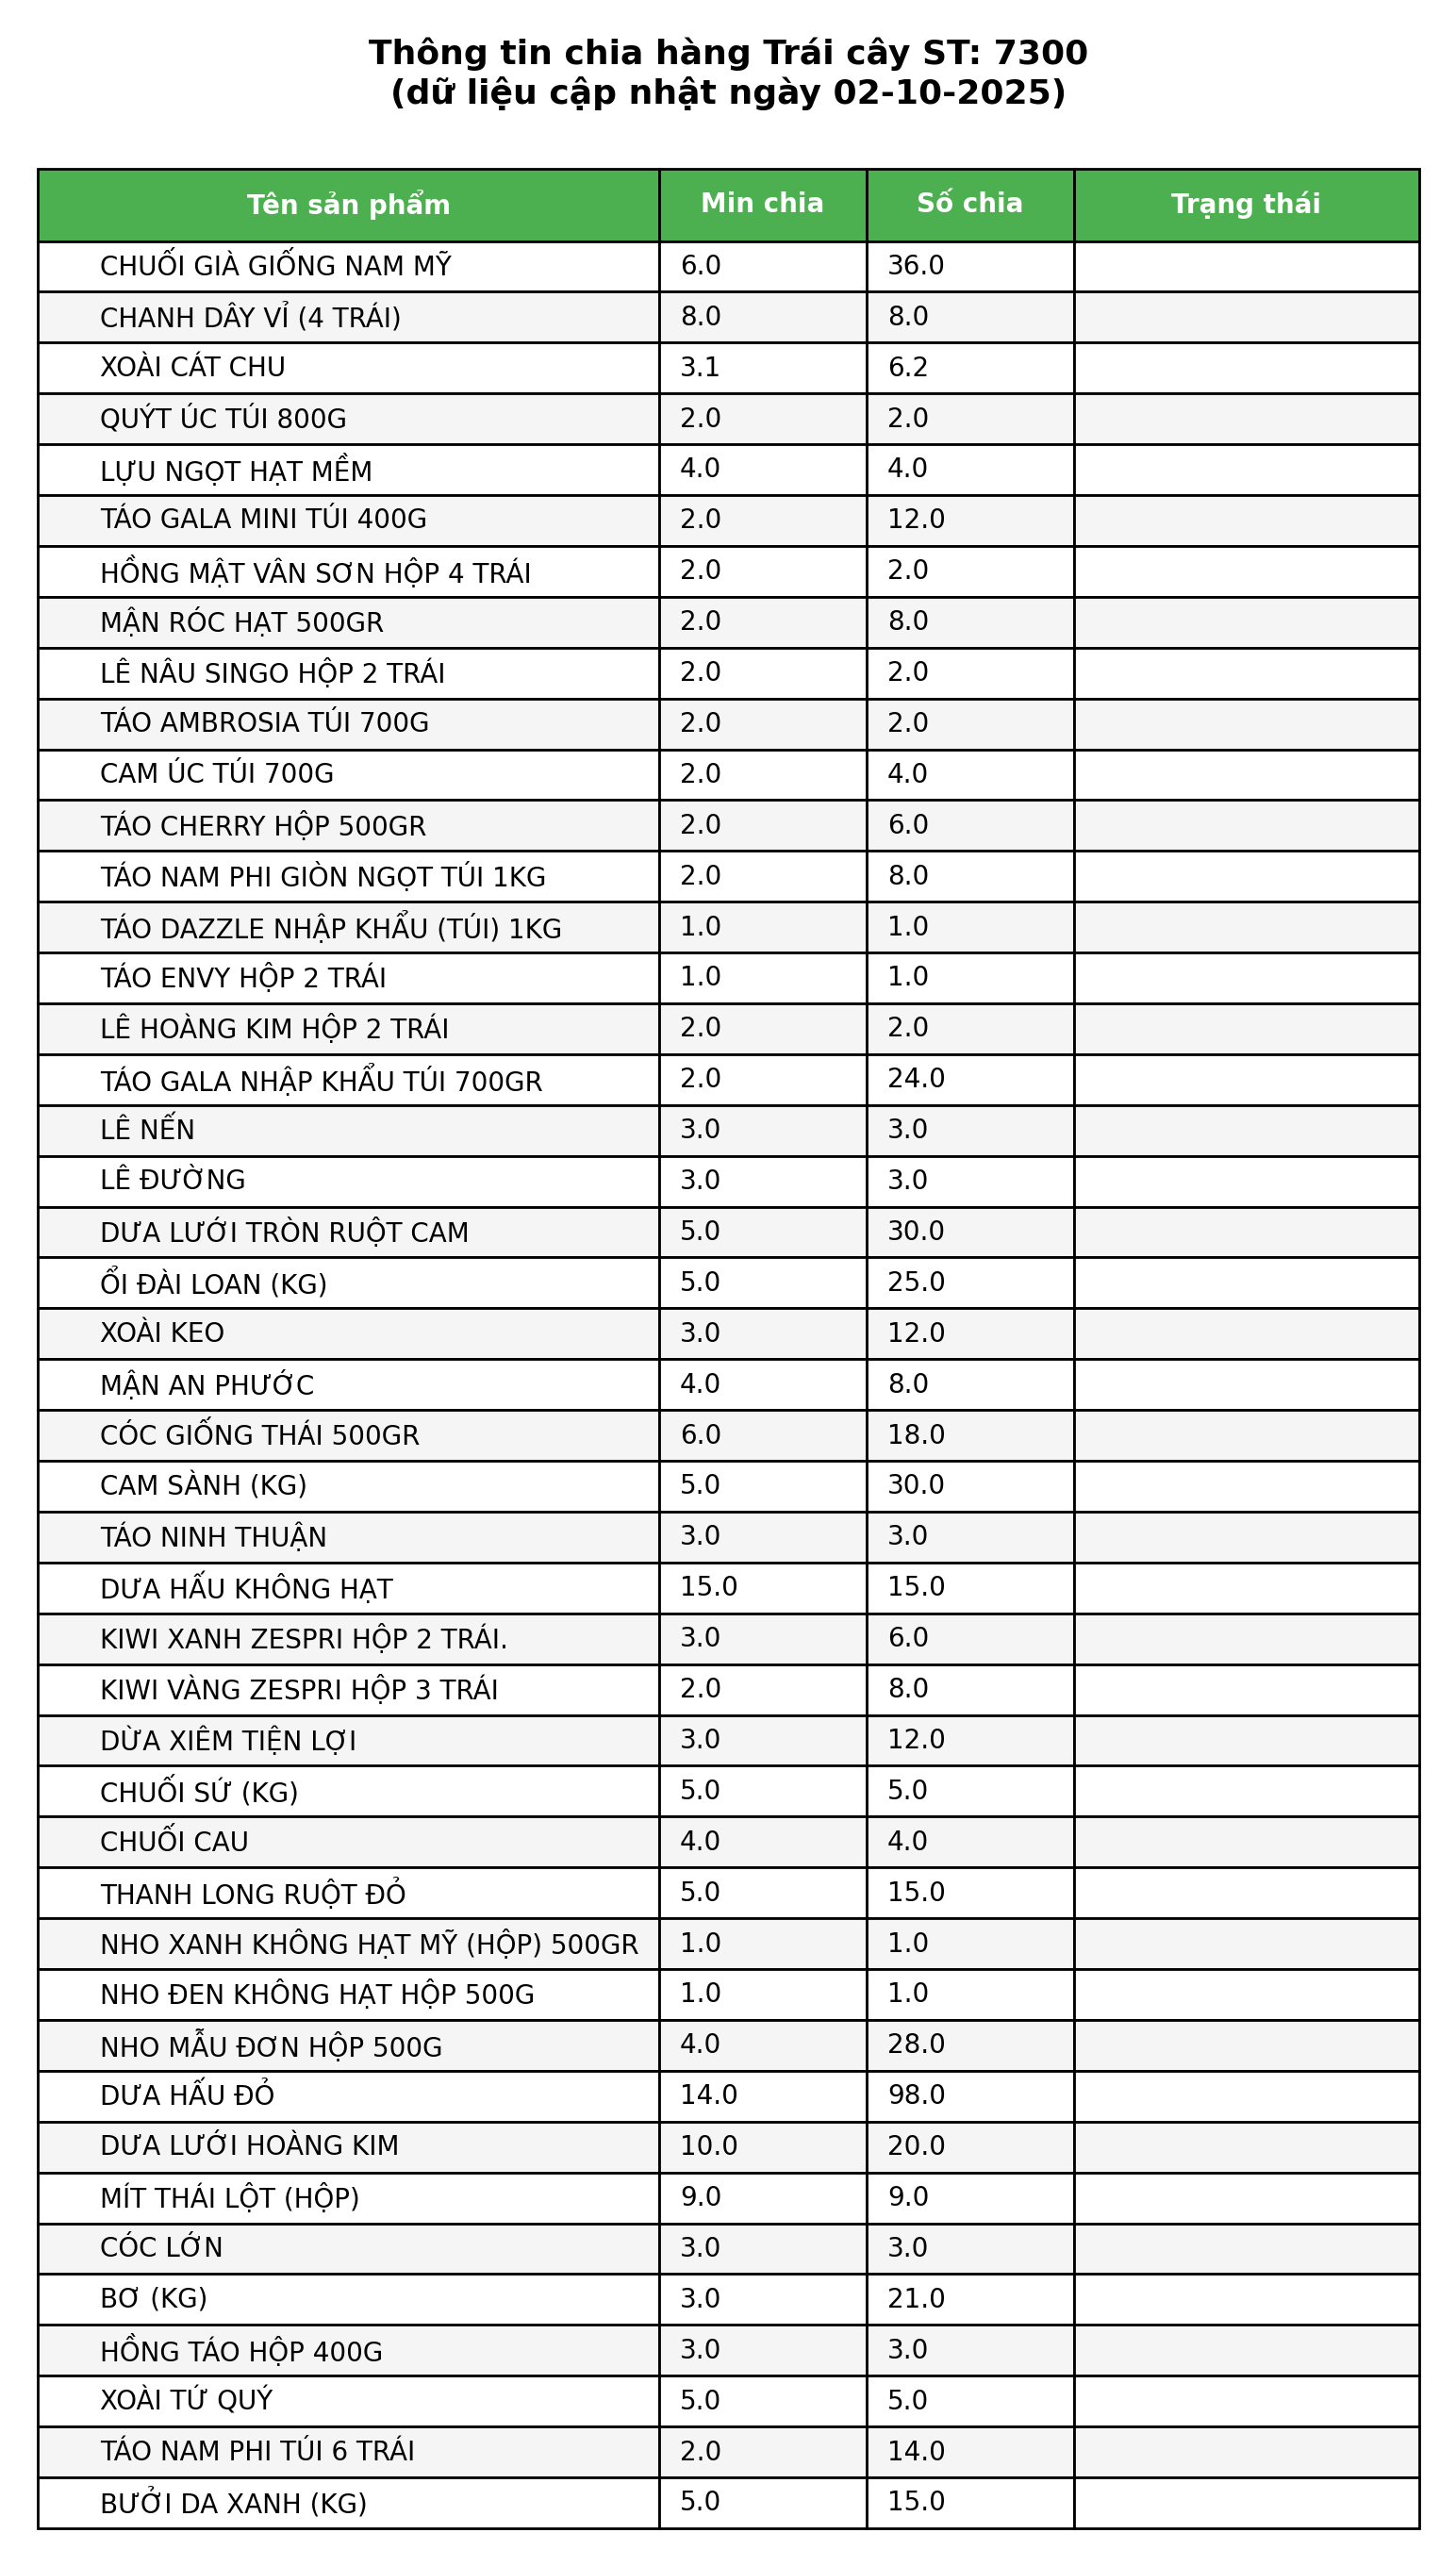 Thông tin chia hàng Trái cây ST: 7300
(dữ liệu cập nhật ngày 02-10-2025)
Tên sản phẩm Min chia Số chia Trạng thái
CHUỐI GIÀ GIỐNG NAM MỸ 6.0 36.0
CHANH DÂY VỈ (4 TRÁI) 8.0 8.0
XOÀI CÁT CHU 3.1 6.2
QUÝT ÚC TÚI 800G 2.0 2.0
LỰU NGỌT HẠT MỀM 4.0 4.0
TÁO GALA MINI TÚI 400G 2.0 12.0
HỒNG MẬT VÂN SƠN HỘP 4 TRÁI 2.0 2.0
MẬN RÓC HẠT 500GR 2.0 8.0
LÊ NÂU SINGO HỘP 2 TRÁI 2.0 2.0
TÁO AMBROSIA TÚI 700G 2.0 2.0
CAM ÚC TÚI 700G 2.0 4.0
TÁO CHERRY HỘP 500GR 2.0 6.0
TÁO NAM PHI GIÒN NGỌT TÚI 1KG 2.0 8.0
TÁO DAZZLE NHẬP KHẨU (TÚI) 1KG 1.0 1.0
TÁO ENVY HỘP 2 TRÁI 1.0 1.0
LÊ HOÀNG KIM HỘP 2 TRÁI 2.0 2.0
TÁO GALA NHẬP KHẨU TÚI 700GR 2.0 24.0
LÊ NẾN 3.0 3.0
LÊ ĐƯỜNG 3.0 3.0
DƯA LƯỚI TRÒN RUỘT CAM 5.0 30.0
ỔI ĐÀI LOAN (KG) 5.0 25.0
XOÀI KEO 3.0 12.0
MẬN AN PHƯỚC 4.0 8.0
CÓC GIỐNG THÁI 500GR 6.0 18.0
CAM SÀNH (KG) 5.0 30.0
TÁO NINH THUẬN 3.0 3.0
DƯA HẤU KHÔNG HẠT 15.0 15.0
KIWI XANH ZESPRI HỘP 2 TRÁI. 3.0 6.0
KIWI VÀNG ZESPRI HỘP 3 TRÁI 2.0 8.0
DỪA XIÊM TIỆN LỢI 3.0 12.0
CHUỐI SỨ (KG) 5.0 5.0
CHUỐI CAU 4.0 4.0
THANH LONG RUỘT ĐỎ 5.0 15.0
NHO XANH KHÔNG HẠT MỸ (HỘP) 500GR 1.0 1.0
NHO ĐEN KHÔNG HẠT HỘP 500G 1.0 1.0
NHO MẪU ĐƠN HỘP 500G 4.0 28.0
DƯA HẤU ĐỎ 14.0 98.0
DƯA LƯỚI HOÀNG KIM 10.0 20.0
MÍT THÁI LỘT (HỘP) 9.0 9.0
CÓC LỚN 3.0 3.0
BƠ (KG) 3.0 21.0
HỒNG TÁO HỘP 400G 3.0 3.0
XOÀI TỨ QUÝ 5.0 5.0
TÁO NAM PHI TÚI 6 TRÁI 2.0 14.0
BƯỞI DA XANH (KG) 5.0 15.0